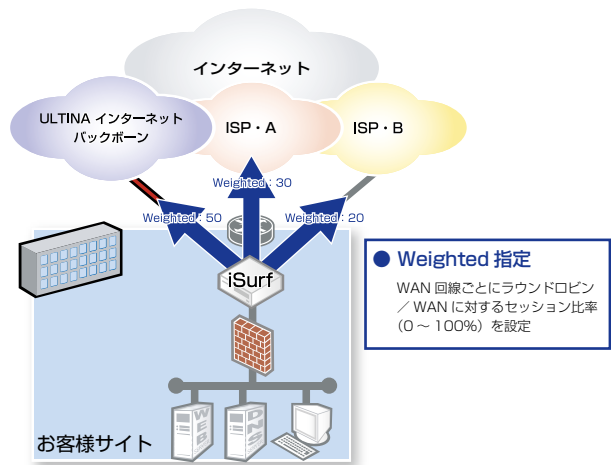 インターネット
ULTINA インターネット
バックボーン
ISP・A
ISP・B
Weighted:30
Weighted:50
Weighted:20
iSurf
● Weighted 指定
WAN 回線ごとにラウンドロビン
／ WAN に対するセッション比率
（0 ～ 100%）を設定
WEB
DNS
お客様サイト